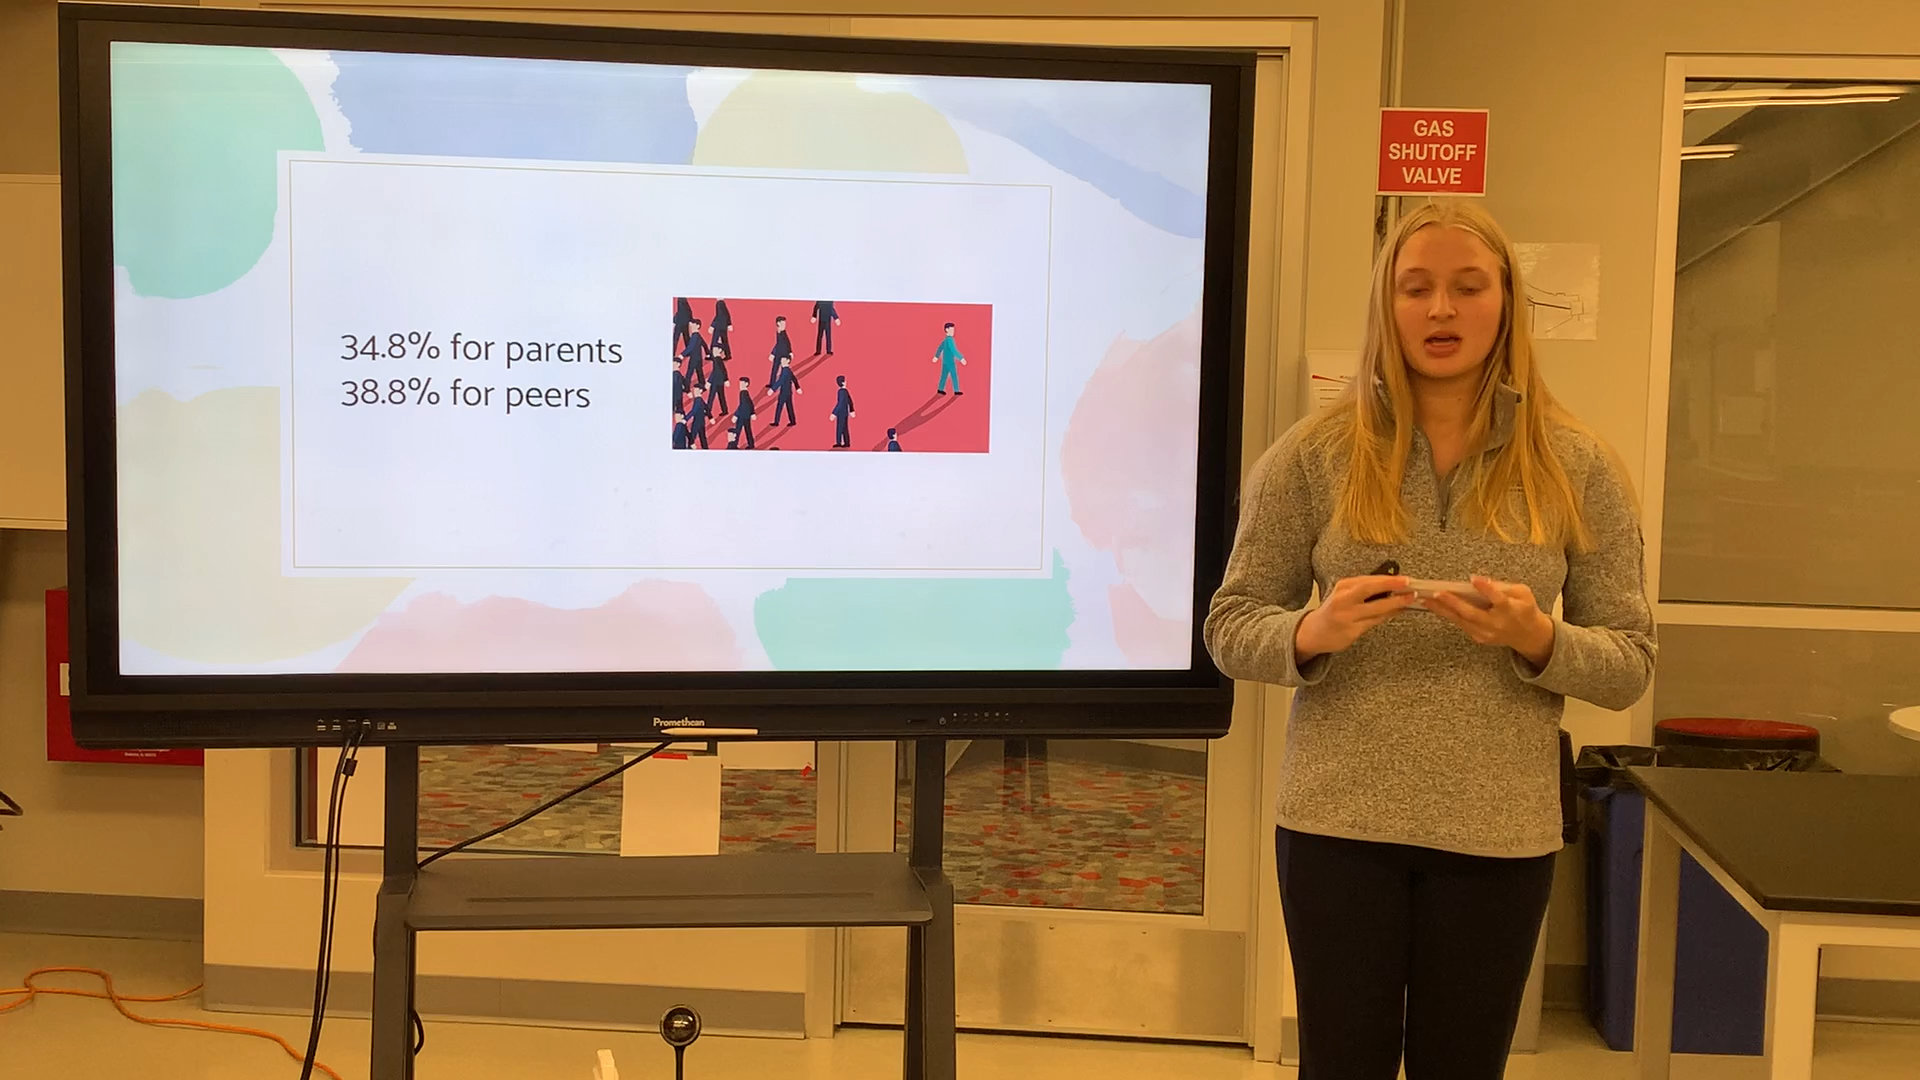 34.8% for parents
38.8% for peers
GAS
SHUTOFF
VALVE
Promethean